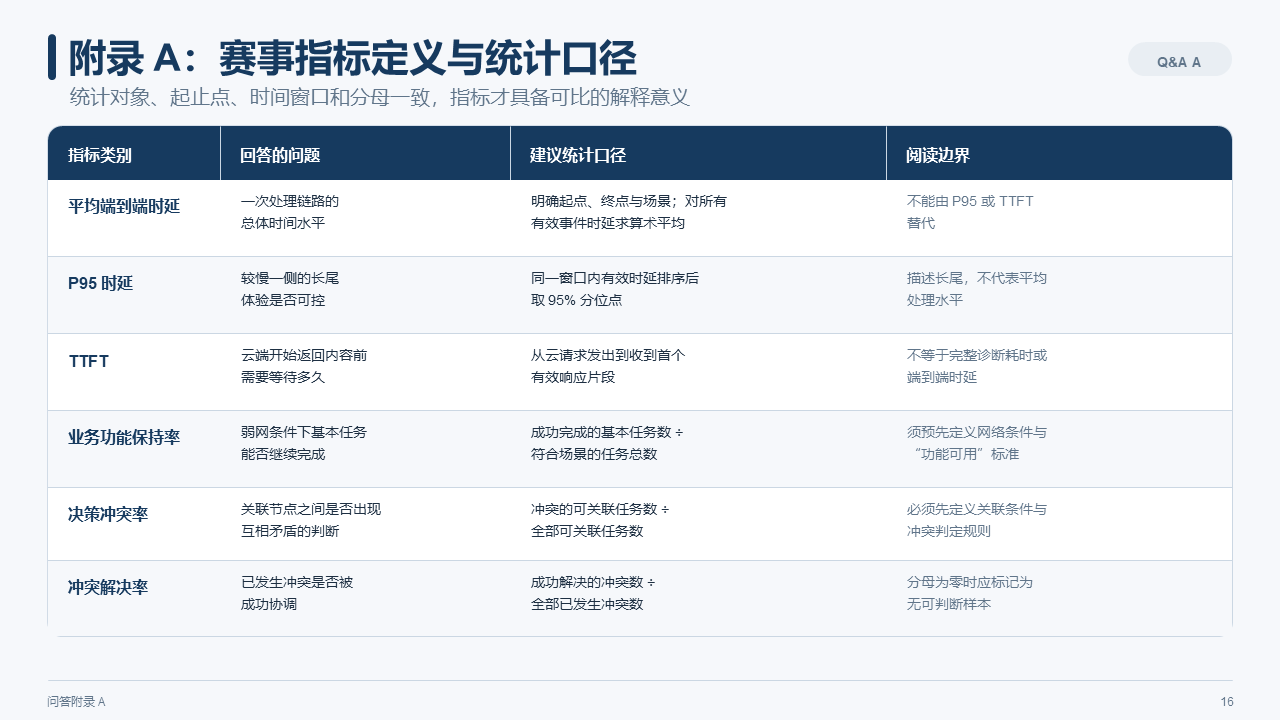 附录 A：赛事指标定义与统计口径
Q&A A
统计对象、起止点、时间窗口和分母一致，指标才具备可比的解释意义
指标类别
回答的问题
建议统计口径
阅读边界
平均端到端时延
一次处理链路的
总体时间水平
明确起点、终点与场景；对所有
有效事件时延求算术平均
不能由 P95 或 TTFT
替代
P95 时延
较慢一侧的长尾
体验是否可控
同一窗口内有效时延排序后
取 95% 分位点
描述长尾，不代表平均
处理水平
TTFT
云端开始返回内容前
需要等待多久
从云请求发出到收到首个
有效响应片段
不等于完整诊断耗时或
端到端时延
业务功能保持率
弱网条件下基本任务
能否继续完成
成功完成的基本任务数 ÷
符合场景的任务总数
须预先定义网络条件与
“功能可用”标准
决策冲突率
关联节点之间是否出现
互相矛盾的判断
冲突的可关联任务数 ÷
全部可关联任务数
必须先定义关联条件与
冲突判定规则
冲突解决率
已发生冲突是否被
成功协调
成功解决的冲突数 ÷
全部已发生冲突数
分母为零时应标记为
无可判断样本
问答附录 A
16